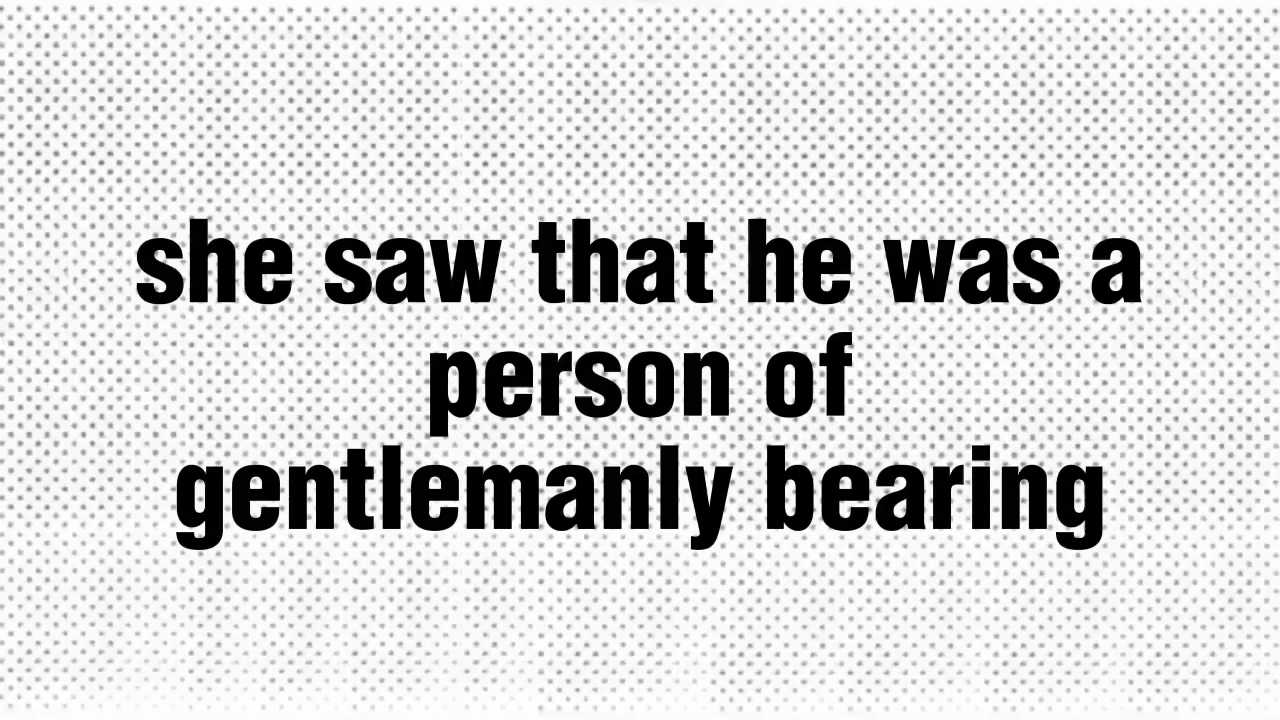 she saw that he was a
person of
gentlemanly bearing